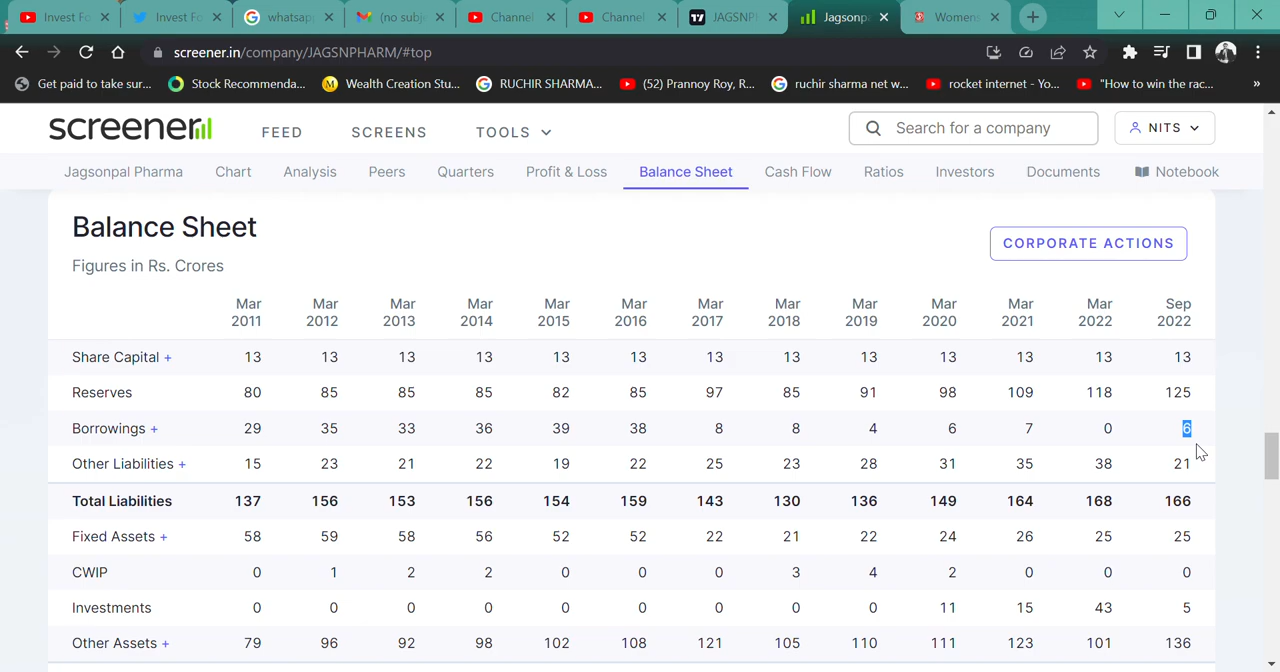 Invest Fo
Invest Fo
whatsap
(no subj
Channel
Channel
JAGSNPH
Jagsonpa
Womens
screener.in/company/JAGSNPHARM/#top
Get paid to take sur...
Stock Recommenda...
Wealth Creation Stu...
RUCHIR SHARMA...
(52) Prannoy Roy, R...
ruchir sharma net w...
rocket internet - Yo...
"How to win the rac...
»
screener
FEED
SCREENS
TOOLS
Search for a company
NITS
Jagsonpal Pharma
Chart
Analysis
Peers
Quarters
Profit & Loss
Balance Sheet
Cash Flow
Ratios
Investors
Documents
Notebook
Balance Sheet
CORPORATE ACTIONS
Figures in Rs. Crores
Mar 2011 Mar 2012 Mar 2013 Mar 2014 Mar 2015 Mar 2016 Mar 2017 Mar 2018 Mar 2019 Mar 2020 Mar 2021 Mar 2022 Sep 2022
Share Capital + 13 13 13 13 13 13 13 13 13 13 13 13 13
Reserves 80 85 85 85 82 85 97 85 91 98 109 118 125
Borrowings + 29 35 33 36 39 38 8 8 4 6 7 0 6
Other Liabilities + 15 23 21 22 19 22 25 23 28 31 35 38 21
Total Liabilities 137 156 153 156 154 159 143 130 136 149 164 168 166
Fixed Assets + 58 59 58 56 52 52 22 21 22 24 26 25 25
CWIP 0 1 2 2 0 0 0 3 4 2 0 0 0
Investments 0 0 0 0 0 0 0 0 0 11 15 43 5
Other Assets + 79 96 92 98 102 108 121 105 110 111 123 101 136